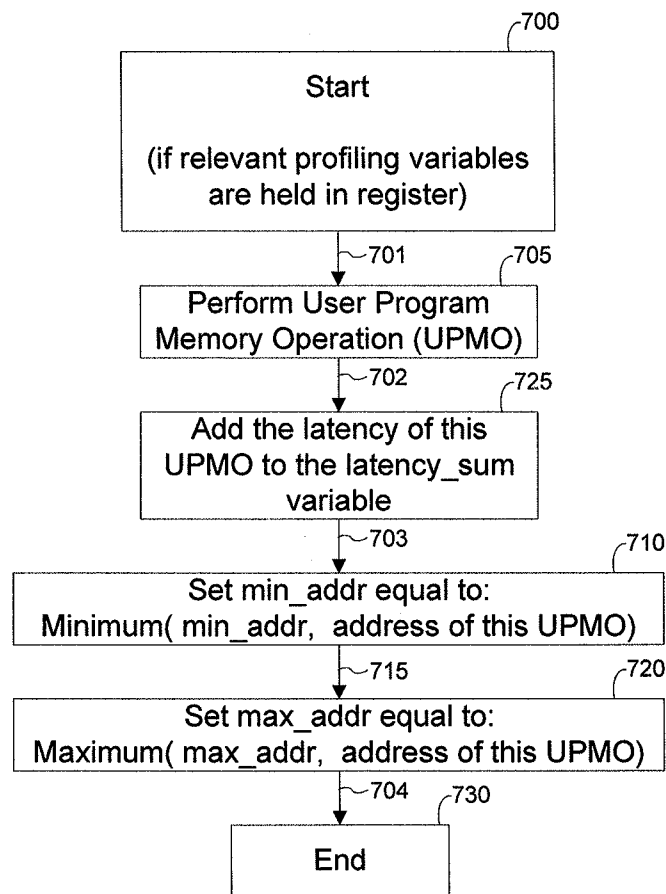 700
Start
(if relevant profiling variables
are held in register)
701
705
Perform User Program
Memory Operation (UPMO)
702
725
Add the latency of this
UPMO to the latency_sum
variable
703
710
Set min_addr equal to:
Minimum( min_addr,  address of this UPMO)
715
720
Set max_addr equal to:
Maximum( max_addr,  address of this UPMO)
704
730
End